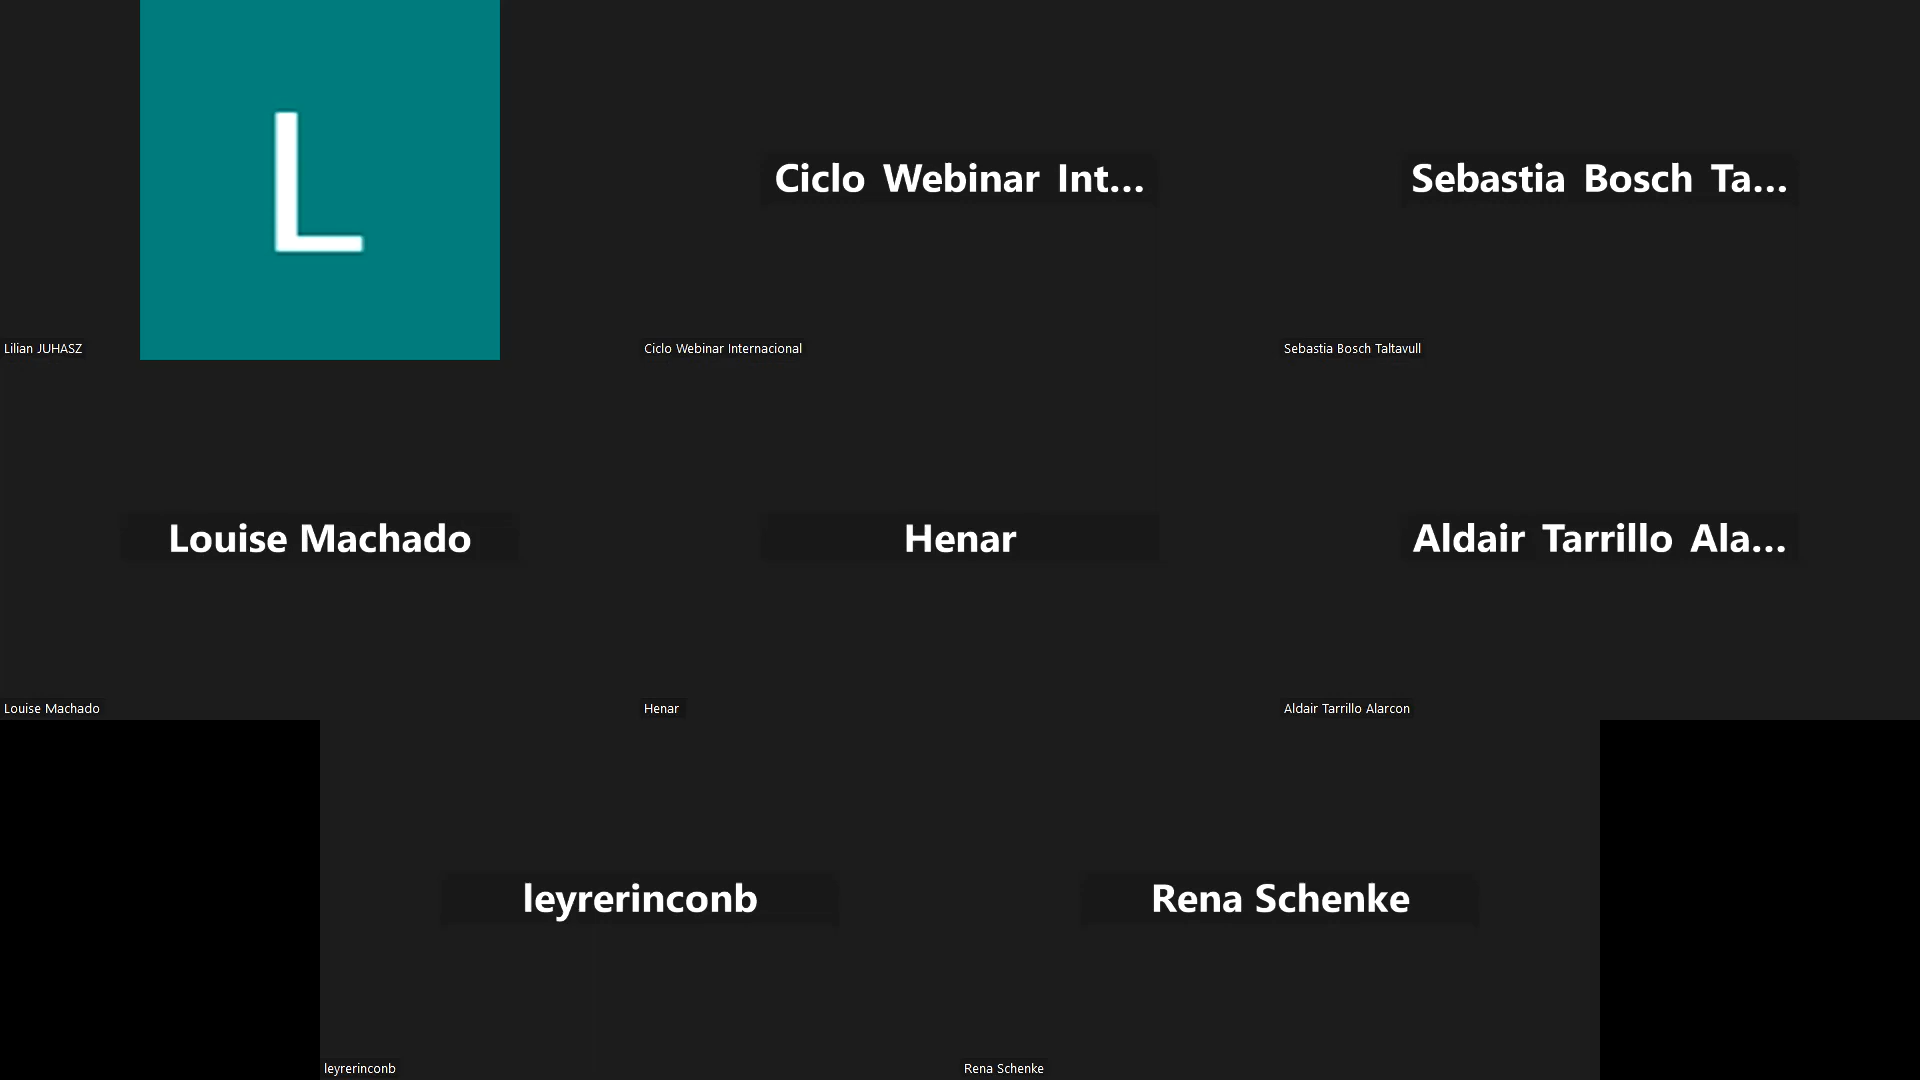 L
Ciclo Webinar Int...
Sebastia Bosch Ta...
Lilian JUHASZ
Ciclo Webinar Internacional
Sebastia Bosch Taltavull
Louise Machado
Henar
Aldair Tarrillo Ala...
Louise Machado
Henar
Aldair Tarrillo Alarcon
leyrerinconb
Rena Schenke
leyrerinconb
Rena Schenke